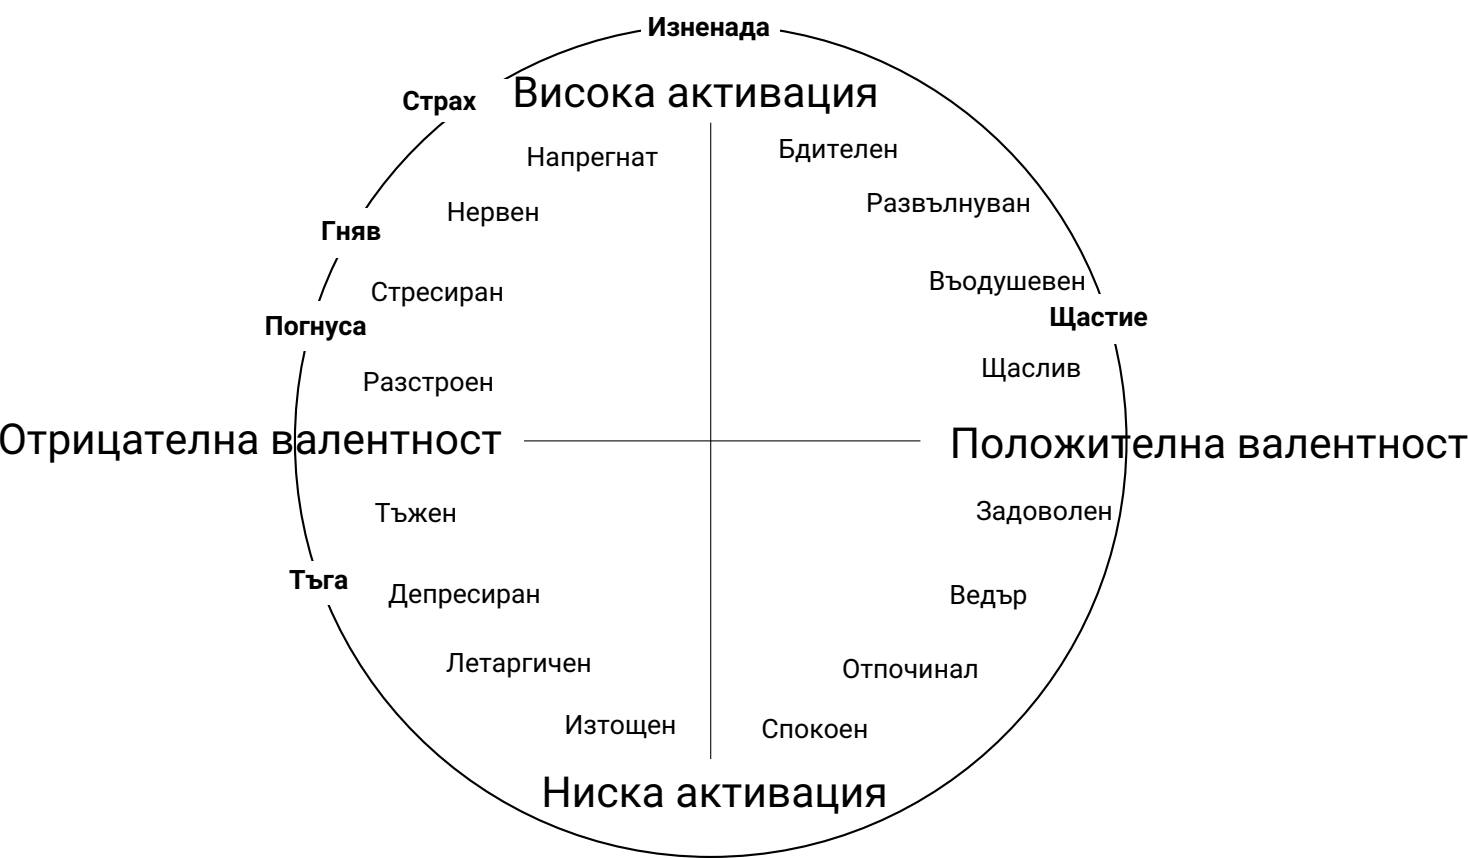 Изненада
Страх
Висока активация
Напрегнат
Бдителен
Нервен
Развълнуван
Гняв
Стресиран
Въодушевен
Погнуса
Щастие
Разстроен
Щаслив
Отрицателна валентност
Положителна валентност
Тъжен
Задоволен
Тъга
Депресиран
Ведър
Летаргичен
Отпочинал
Изтощен
Спокоен
Ниска активация